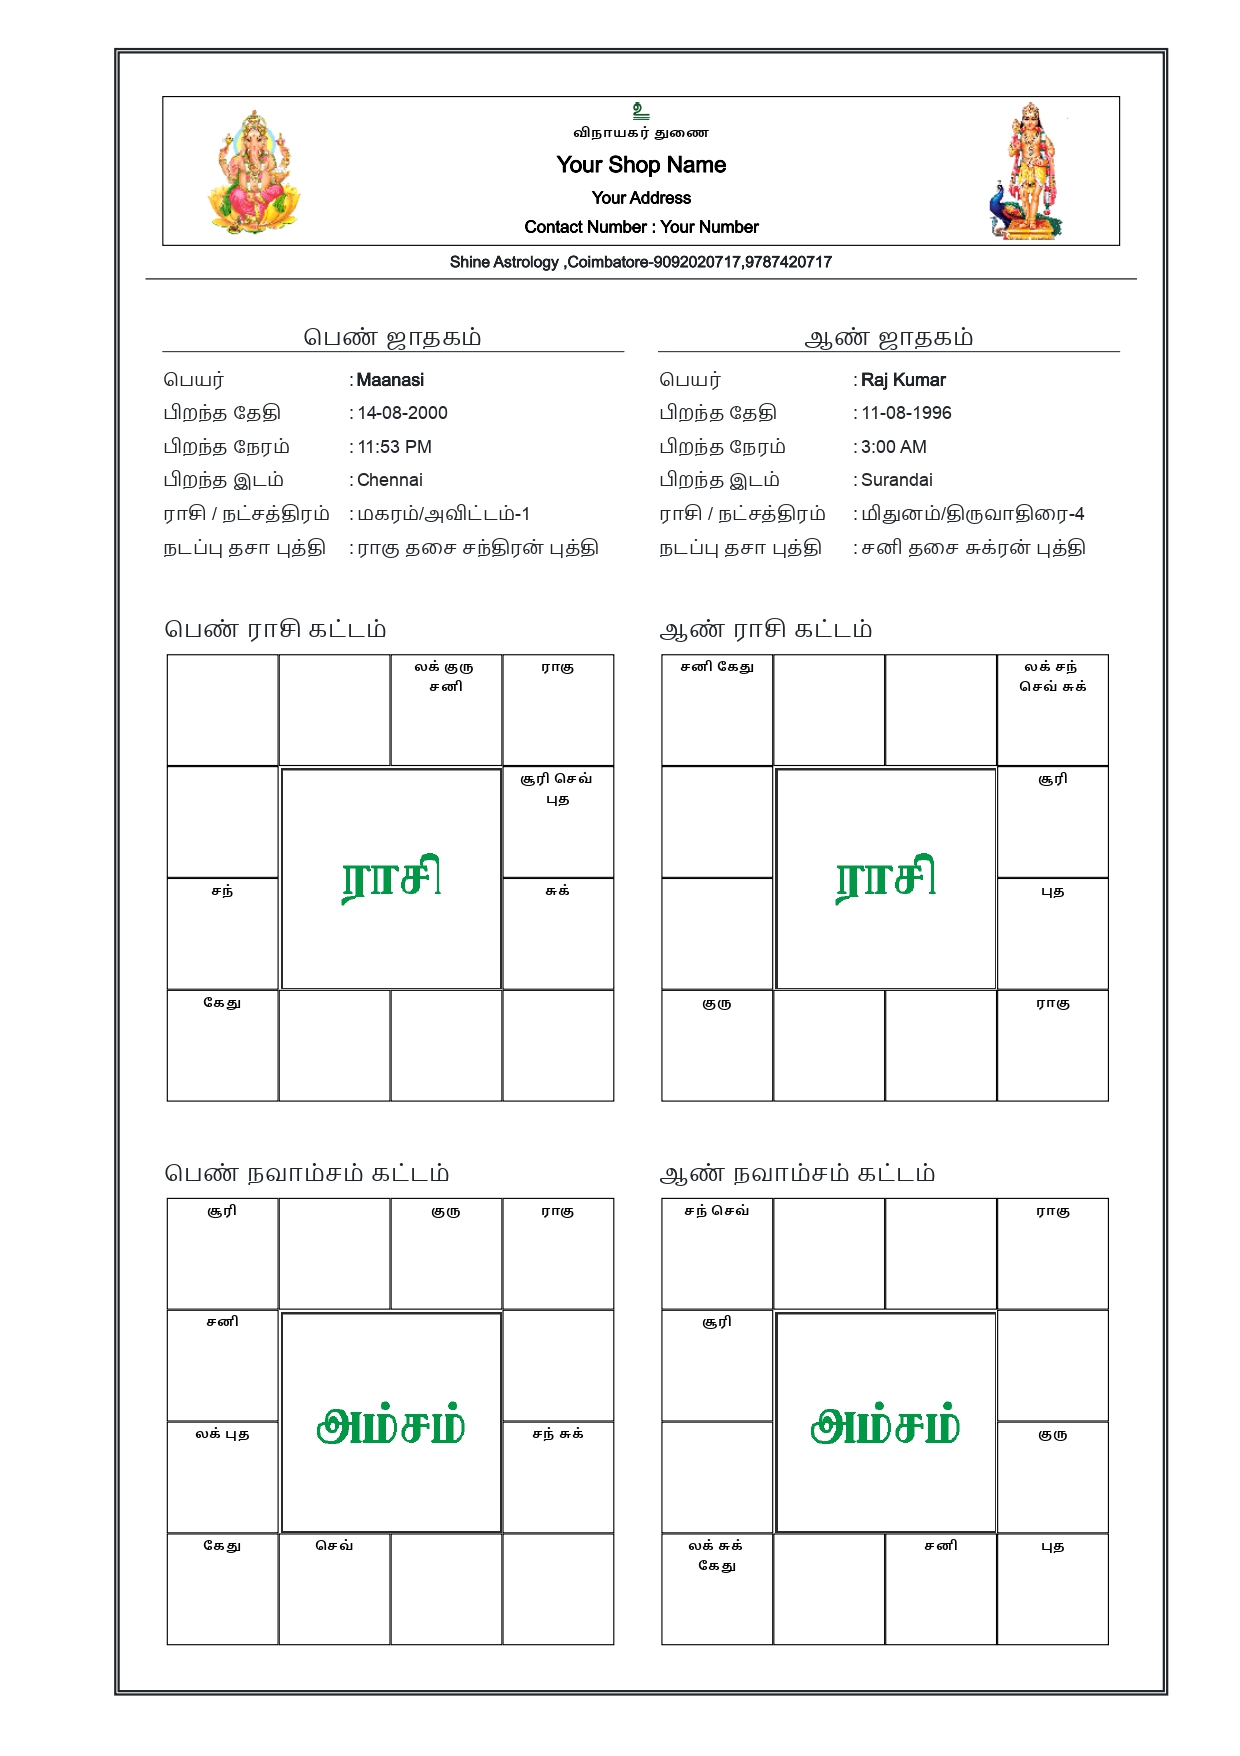 உ
விநாயகர் துணை
Your Shop Name
Your Address
Contact Number : Your Number
Shine Astrology ,Coimbatore-9092020717,9787420717
பெண் ஜாதகம்
பெயர் : Maanasi
பிறந்த தேதி : 14-08-2000
பிறந்த நேரம் : 11:53 PM
பிறந்த இடம் : Chennai
ராசி / நட்சத்திரம் : மகரம்/அவிட்டம்-1
நடப்பு தசா புத்தி : ராகு தசை சந்திரன் புத்தி
ஆண் ஜாதகம்
பெயர் : Raj Kumar
பிறந்த தேதி : 11-08-1996
பிறந்த நேரம் : 3:00 AM
பிறந்த இடம் : Surandai
ராசி / நட்சத்திரம் : மிதுனம்/திருவாதிரை-4
நடப்பு தசா புத்தி : சனி தசை சுக்ரன் புத்தி
பெண் ராசி கட்டம்
லக் குரு
சனி
ராகு
சூரி செவ்
புத
ராசி
சந்
சுக்
கேது
ஆண் ராசி கட்டம்
சனி கேது
லக் சந்
செவ் சுக்
சூரி
ராசி
புத
குரு
ராகு
பெண் நவாம்சம் கட்டம்
சூரி
குரு
ராகு
சனி
அம்சம்
லக் புத
சந் சுக்
கேது
செவ்
ஆண் நவாம்சம் கட்டம்
சந் செவ்
ராகு
சூரி
அம்சம்
குரு
லக் சுக்
கேது
சனி
புத